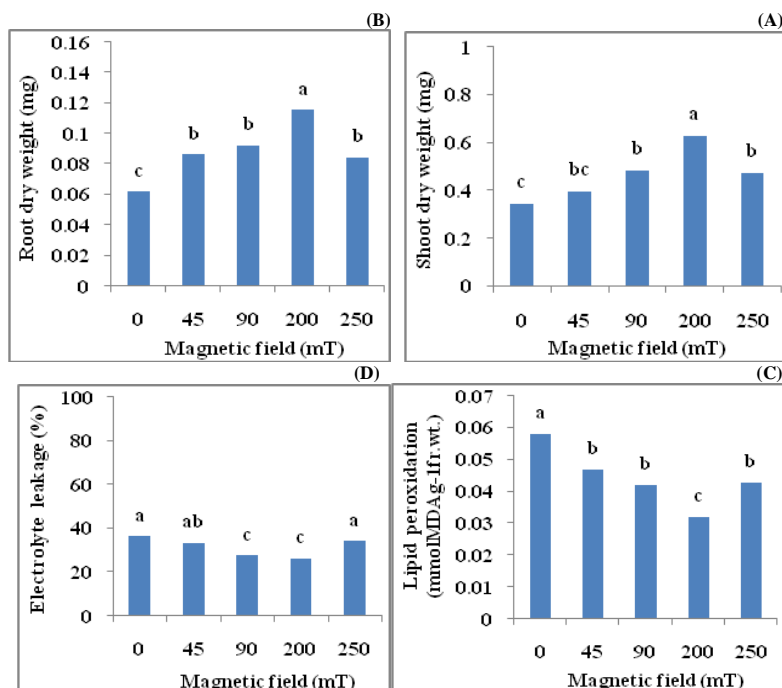 (B)
Root dry weight (mg)
0.16
0.14
0.12
0.1
0.08
0.06
0.04
0.02
0
c
b
b
a
b
0 45 90 200 250
Magnetic field (mT)
(A)
Shoot dry weight (mg)
1
0.8
0.6
0.4
0.2
0
c
bc
b
a
b
0 45 90 200 250
Magnetic field (mT)
(D)
Electrolyte leakage (%)
100
80
60
40
20
0
a
ab
c
c
a
0 45 90 200 250
Magnetic field (mT)
(C)
Lipid peroxidation
(mmolMDAg-1fr.wt.)
0.07
0.06
0.05
0.04
0.03
0.02
0.01
0
a
b
b
c
b
0 45 90 200 250
Magnetic field (mT)